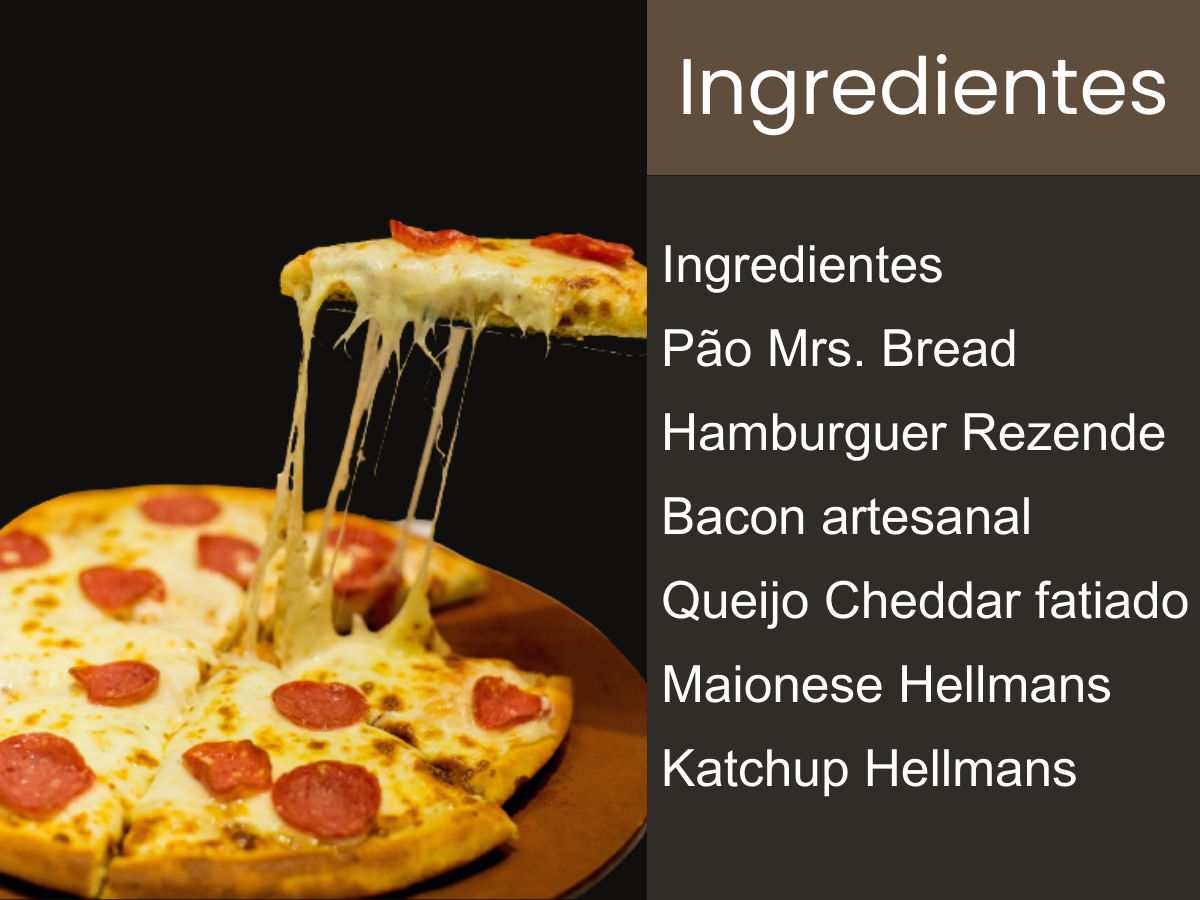 Ingredientes
Ingredientes
Pão Mrs. Bread
Hamburguer Rezende
Bacon artesanal
Queijo Cheddar fatiado
Maionese Hellmans
Katchup Hellmans